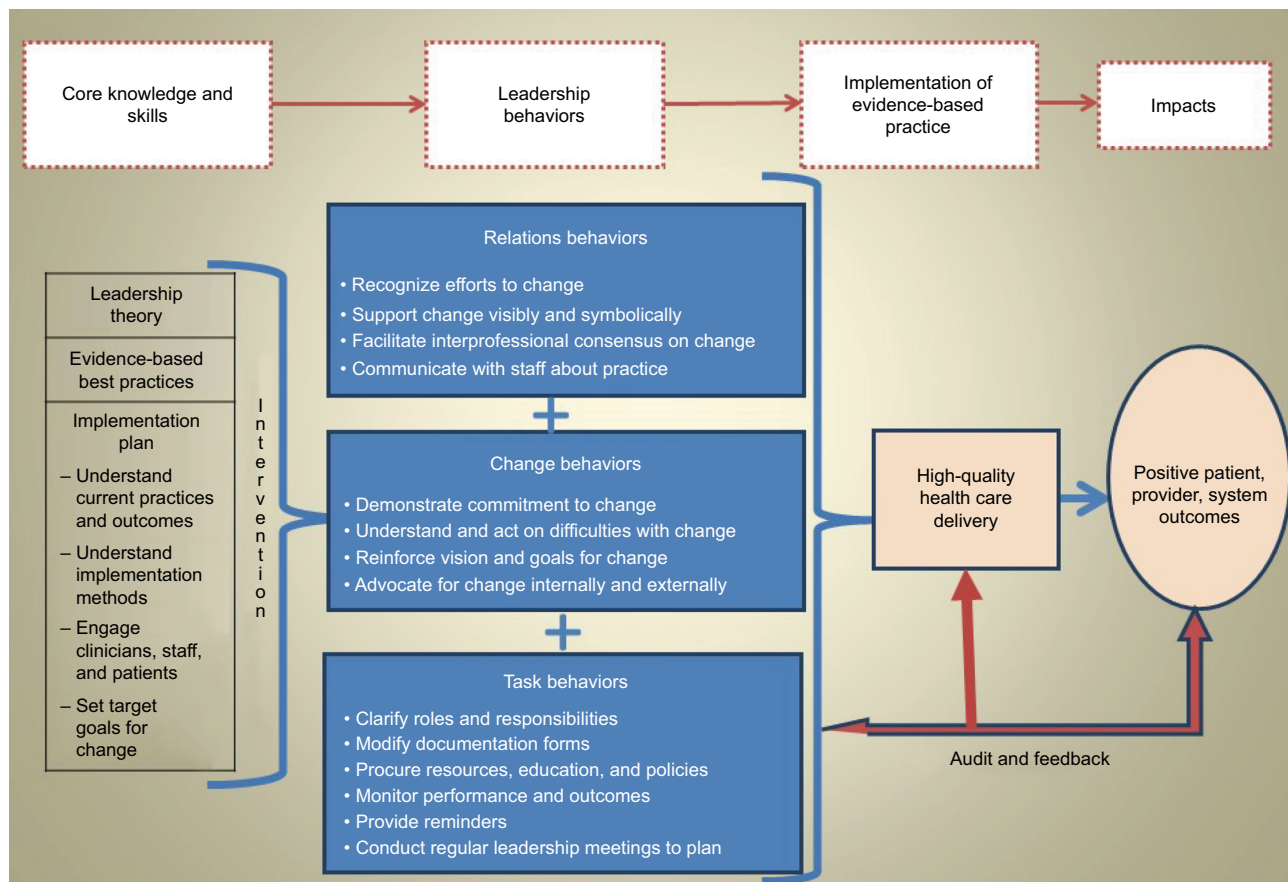 Core knowledge and
skills
Leadership
behaviors
Implementation of
evidence-based
practice
Impacts
Leadership
theory
Evidence-based
best practices
Implementation
plan
– Understand
current practices
and outcomes
– Understand
implementation
methods
– Engage
clinicians, staff,
and patients
– Set target
goals for
change
Intervention
Relations behaviors
• Recognize efforts to change
• Support change visibly and symbolically
• Facilitate interprofessional consensus on change
• Communicate with staff about practice
+
Change behaviors
• Demonstrate commitment to change
• Understand and act on difficulties with change
• Reinforce vision and goals for change
• Advocate for change internally and externally
+
Task behaviors
• Clarify roles and responsibilities
• Modify documentation forms
• Procure resources, education, and policies
• Monitor performance and outcomes
• Provide reminders
• Conduct regular leadership meetings to plan
High-quality
health care
delivery
Positive patient,
provider, system
outcomes
Audit and feedback